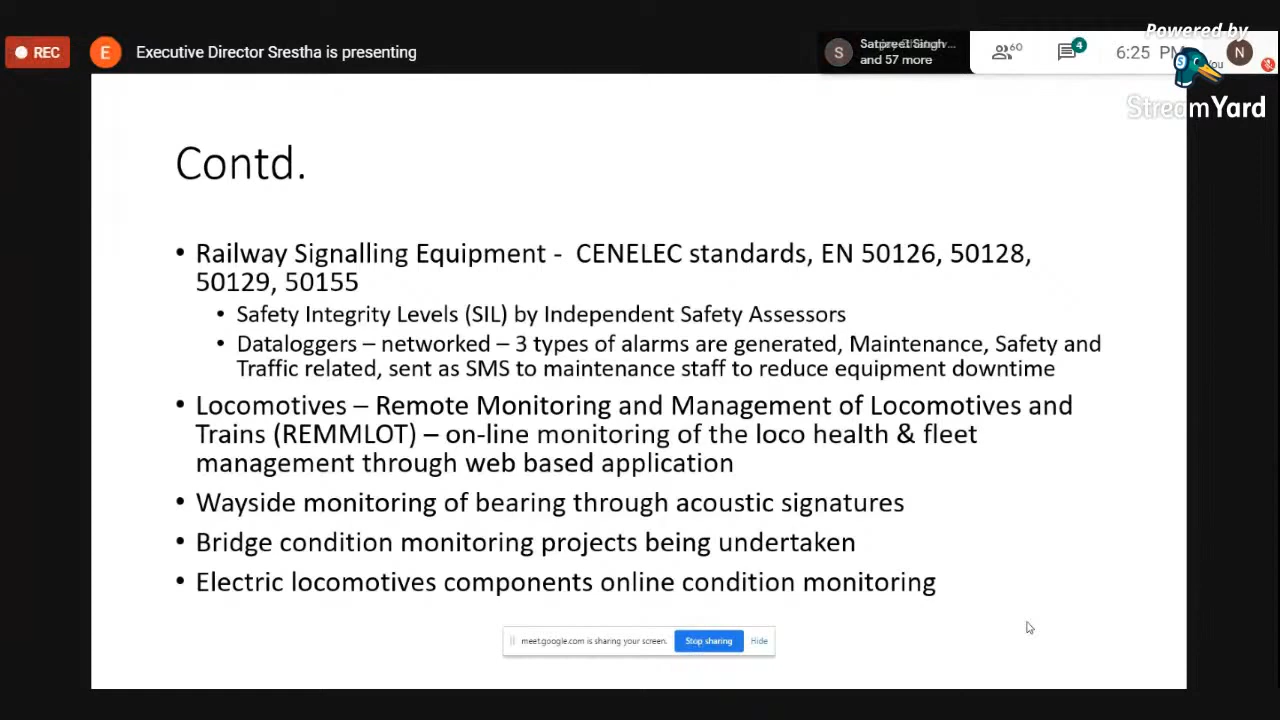 Powered by
REC
E
Executive Director Srestha is presenting
S
Satpreet Singh
and 57 more
60
4
6:25 PM
You
N
StreamYard
Contd.
• Railway Signalling Equipment - CENELEC standards, EN 50126, 50128,
50129, 50155
• Safety Integrity Levels (SIL) by Independent Safety Assessors
• Dataloggers – networked – 3 types of alarms are generated, Maintenance, Safety and
Traffic related, sent as SMS to maintenance staff to reduce equipment downtime
• Locomotives – Remote Monitoring and Management of Locomotives and
Trains (REMMLOT) – on-line monitoring of the loco health & fleet
management through web based application
• Wayside monitoring of bearing through acoustic signatures
• Bridge condition monitoring projects being undertaken
• Electric locomotives components online condition monitoring
meet.google.com is sharing your screen. Stop sharing Hide